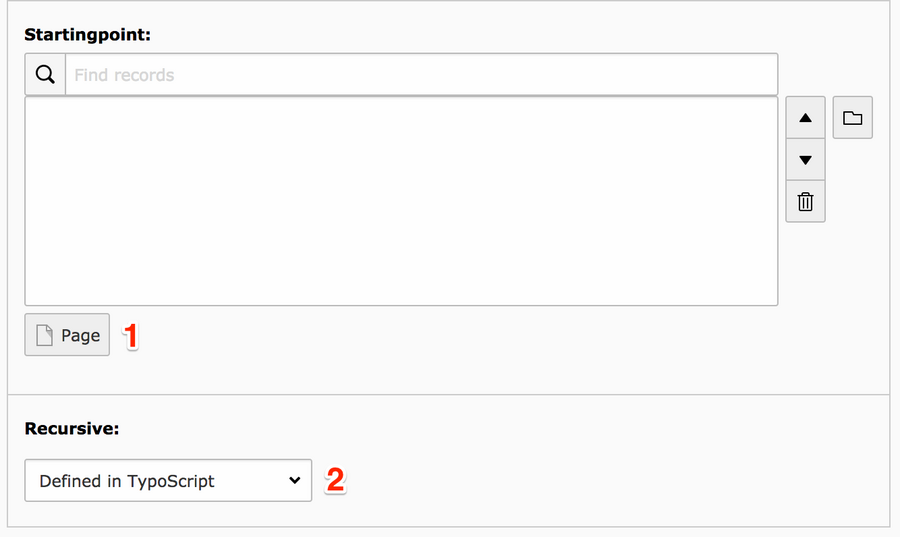 Startingpoint:
Find records
Page 1
Recursive:
Defined in TypoScript 2